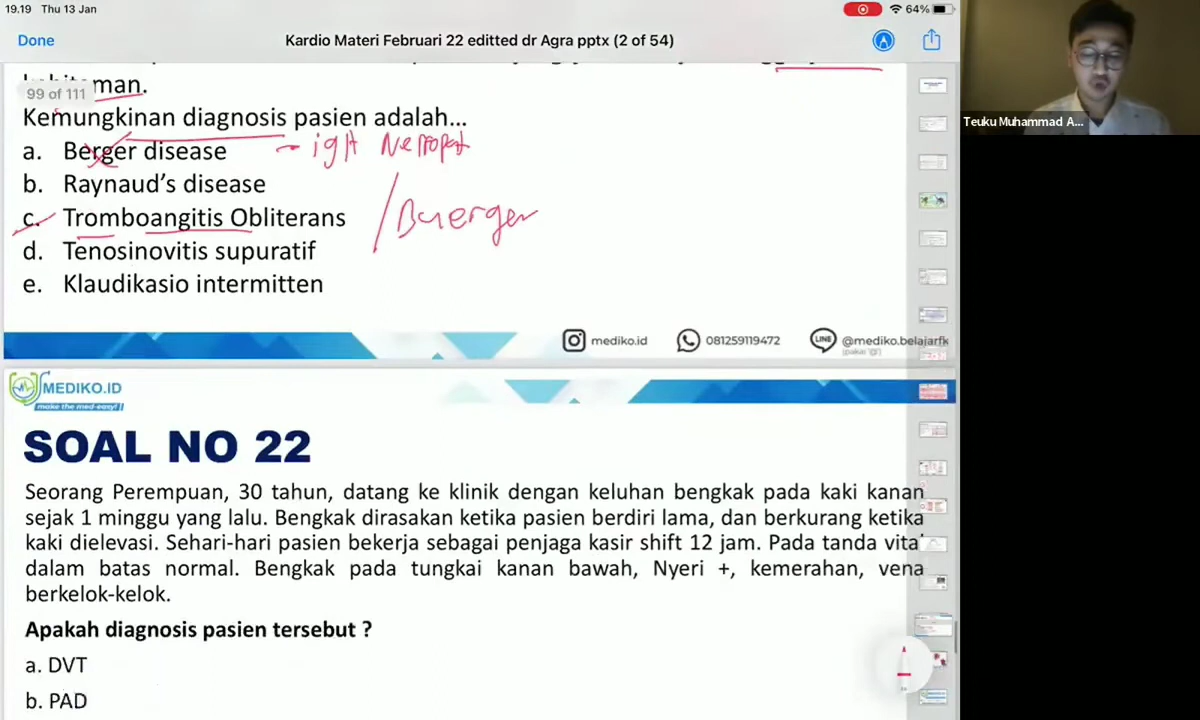 19.19 Thu 13 Jan
64%
Done
Kardio Materi Februari 22 editted dr Agra pptx (2 of 54)
99 of 111
man.
Kemungkinan diagnosis pasien adalah...
a. Berger disease
igA
b. Raynaud's disease
c. Tromboangitis Obliterans
/ Buerger
d. Tenosinovitis supuratif
e. Klaudikasio intermitten
mediko.id
081259119472
LINE
@mediko.belajarfk
MEDIKO.ID
make the med-easy!
SOAL NO 22
Seorang Perempuan, 30 tahun, datang ke klinik dengan keluhan bengkak pada kaki kanan
sejak 1 minggu yang lalu. Bengkak dirasakan ketika pasien berdiri lama, dan berkurang ketika
kaki dielevasi. Sehari-hari pasien bekerja sebagai penjaga kasir shift 12 jam. Pada tanda vita
dalam batas normal. Bengkak pada tungkai kanan bawah, Nyeri +, kemerahan, vena
berkelok-kelok.
Apakah diagnosis pasien tersebut ?
a. DVT
b. PAD
Teuku Muhammad A...